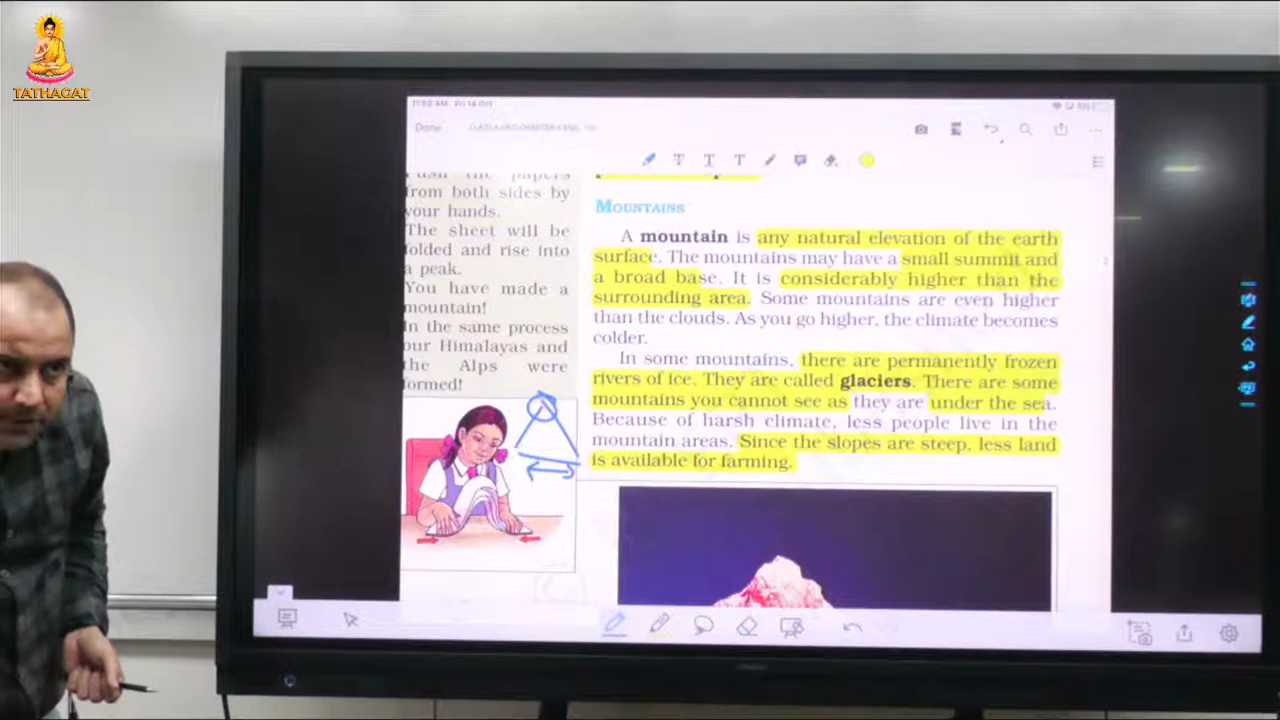 TATHAGAT
11:50 AM Fri 14 Oct
Done
from both sides by
your hands.
The sheet will be
folded and rise into
a peak.
You have made a
mountain!
In the same process
our Himalayas and
the Alps were
formed!
MOUNTAINS
A mountain is any natural elevation of the earth
surface. The mountains may have a small summit and
a broad base. It is considerably higher than the
surrounding area. Some mountains are even higher
than the clouds. As you go higher, the climate becomes
colder.
In some mountains, there are permanently frozen
rivers of ice. They are called glaciers. There are some
mountains you cannot see as they are under the sea.
Because of harsh climate, less people live in the
mountain areas. Since the slopes are steep, less land
is available for farming.